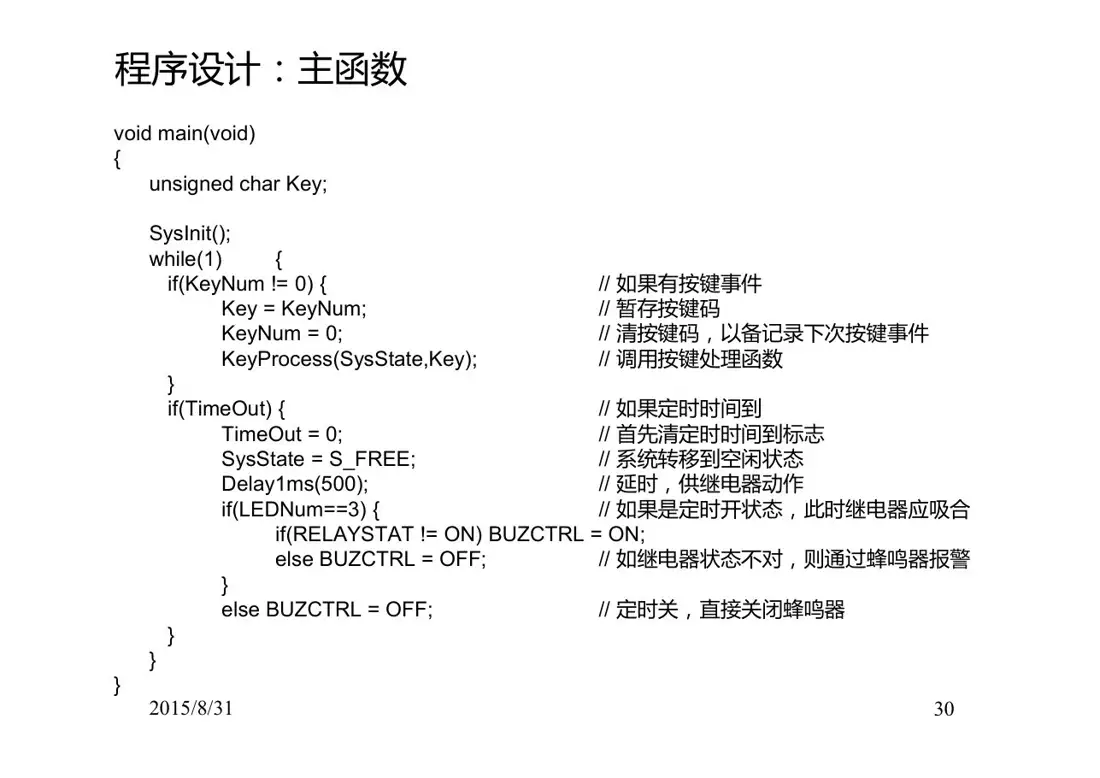 程序设计：主函数
void main(void)
{
unsigned char Key;
SysInit();
while(1) {
if(KeyNum != 0) { // 如果有按键事件
Key = KeyNum; // 暂存按键码
KeyNum = 0; // 清按键码，以备记录下次按键事件
KeyProcess(SysState,Key); // 调用按键处理函数
}
if(TimeOut) { // 如果定时时间到
TimeOut = 0; // 首先清定时时间到标志
SysState = S_FREE; // 系统转移到空闲状态
Delay1ms(500); // 延时，供继电器动作
if(LEDNum==3) { // 如果是定时开状态，此时继电器应吸合
if(RELAYSTAT != ON) BUZCTRL = ON;
else BUZCTRL = OFF; // 如继电器状态不对，则通过蜂鸣器报警
}
else BUZCTRL = OFF; // 定时关，直接关闭蜂鸣器
}
}
}
2015/8/31 30